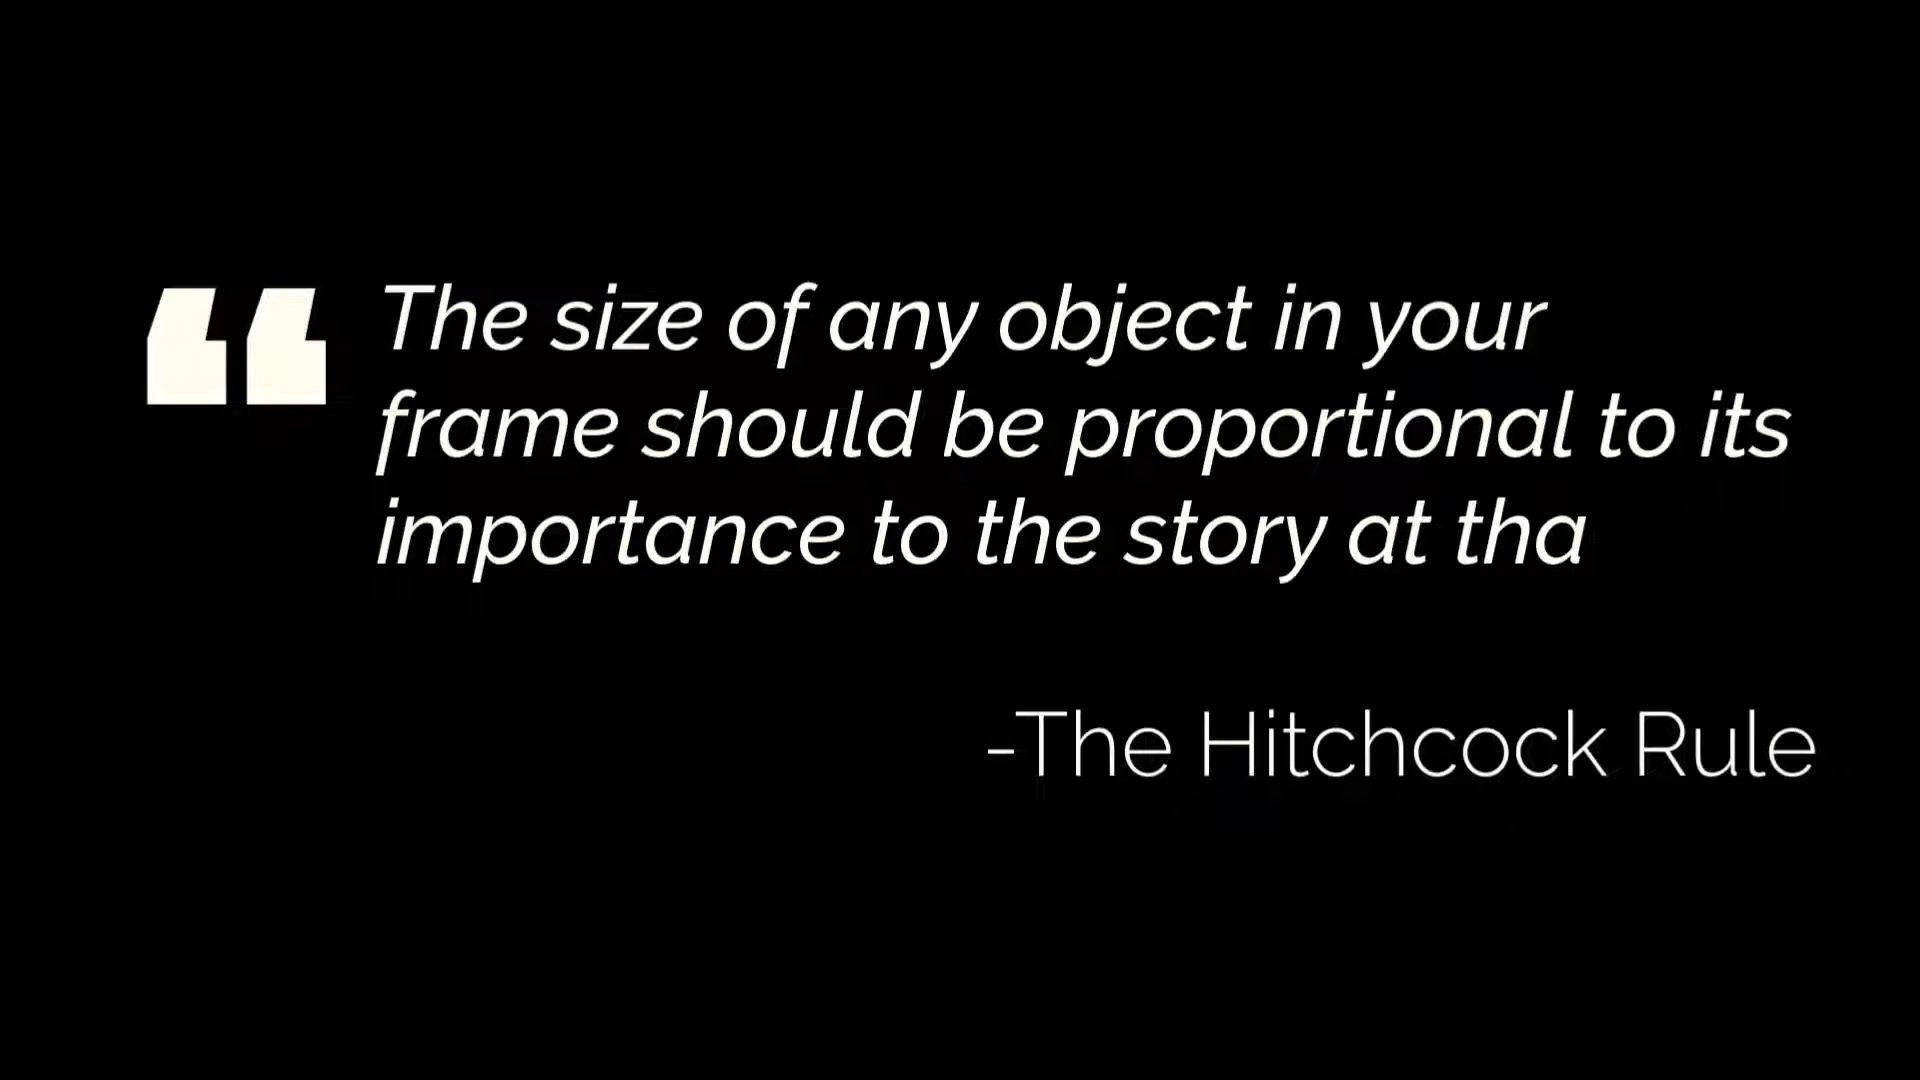 “ The size of any object in your
frame should be proportional to its
importance to the story at tha
-The Hitchcock Rule